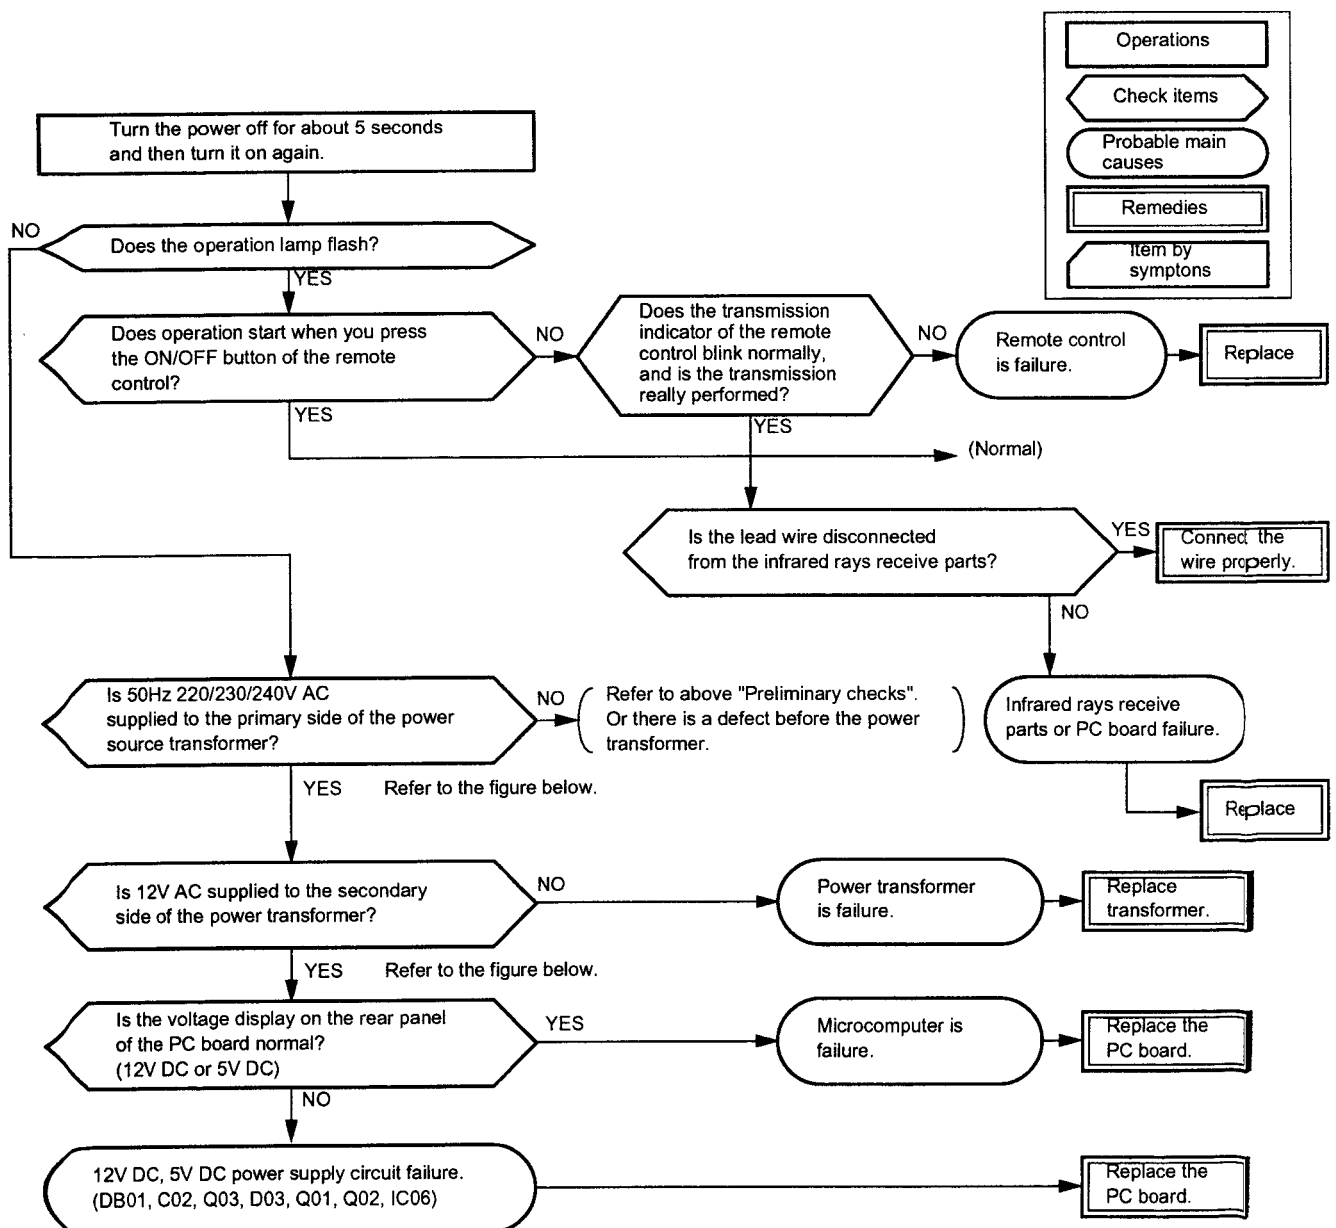 Operations
Check items
Probable main
causes
Remedies
Item by
symptons
Turn the power off for about 5 seconds
and then turn it on again.
NO
Does the operation lamp flash?
YES
Does operation start when you press
the ON/OFF button of the remote
control?
NO
Does the transmission
indicator of the remote
control blink normally,
and is the transmission
really performed?
NO
Remote control
is failure.
Replace
YES
YES
(Normal)
Is the lead wire disconnected
from the infrared rays receive parts?
YES
Connect the
wire properly.
NO
Is 50Hz 220/230/240V AC
supplied to the primary side of the power
source transformer?
NO
Refer to above "Preliminary checks".
Or there is a defect before the power
transformer.
Infrared rays receive
parts or PC board failure.
Replace
YES
Refer to the figure below.
Is 12V AC supplied to the secondary
side of the power transformer?
NO
Power transformer
is failure.
Replace
transformer.
YES
Refer to the figure below.
Is the voltage display on the rear panel
of the PC board normal?
(12V DC or 5V DC)
YES
Microcomputer is
failure.
Replace the
PC board.
NO
12V DC, 5V DC power supply circuit failure.
(DB01, C02, Q03, D03, Q01, Q02, IC06)
Replace the
PC board.